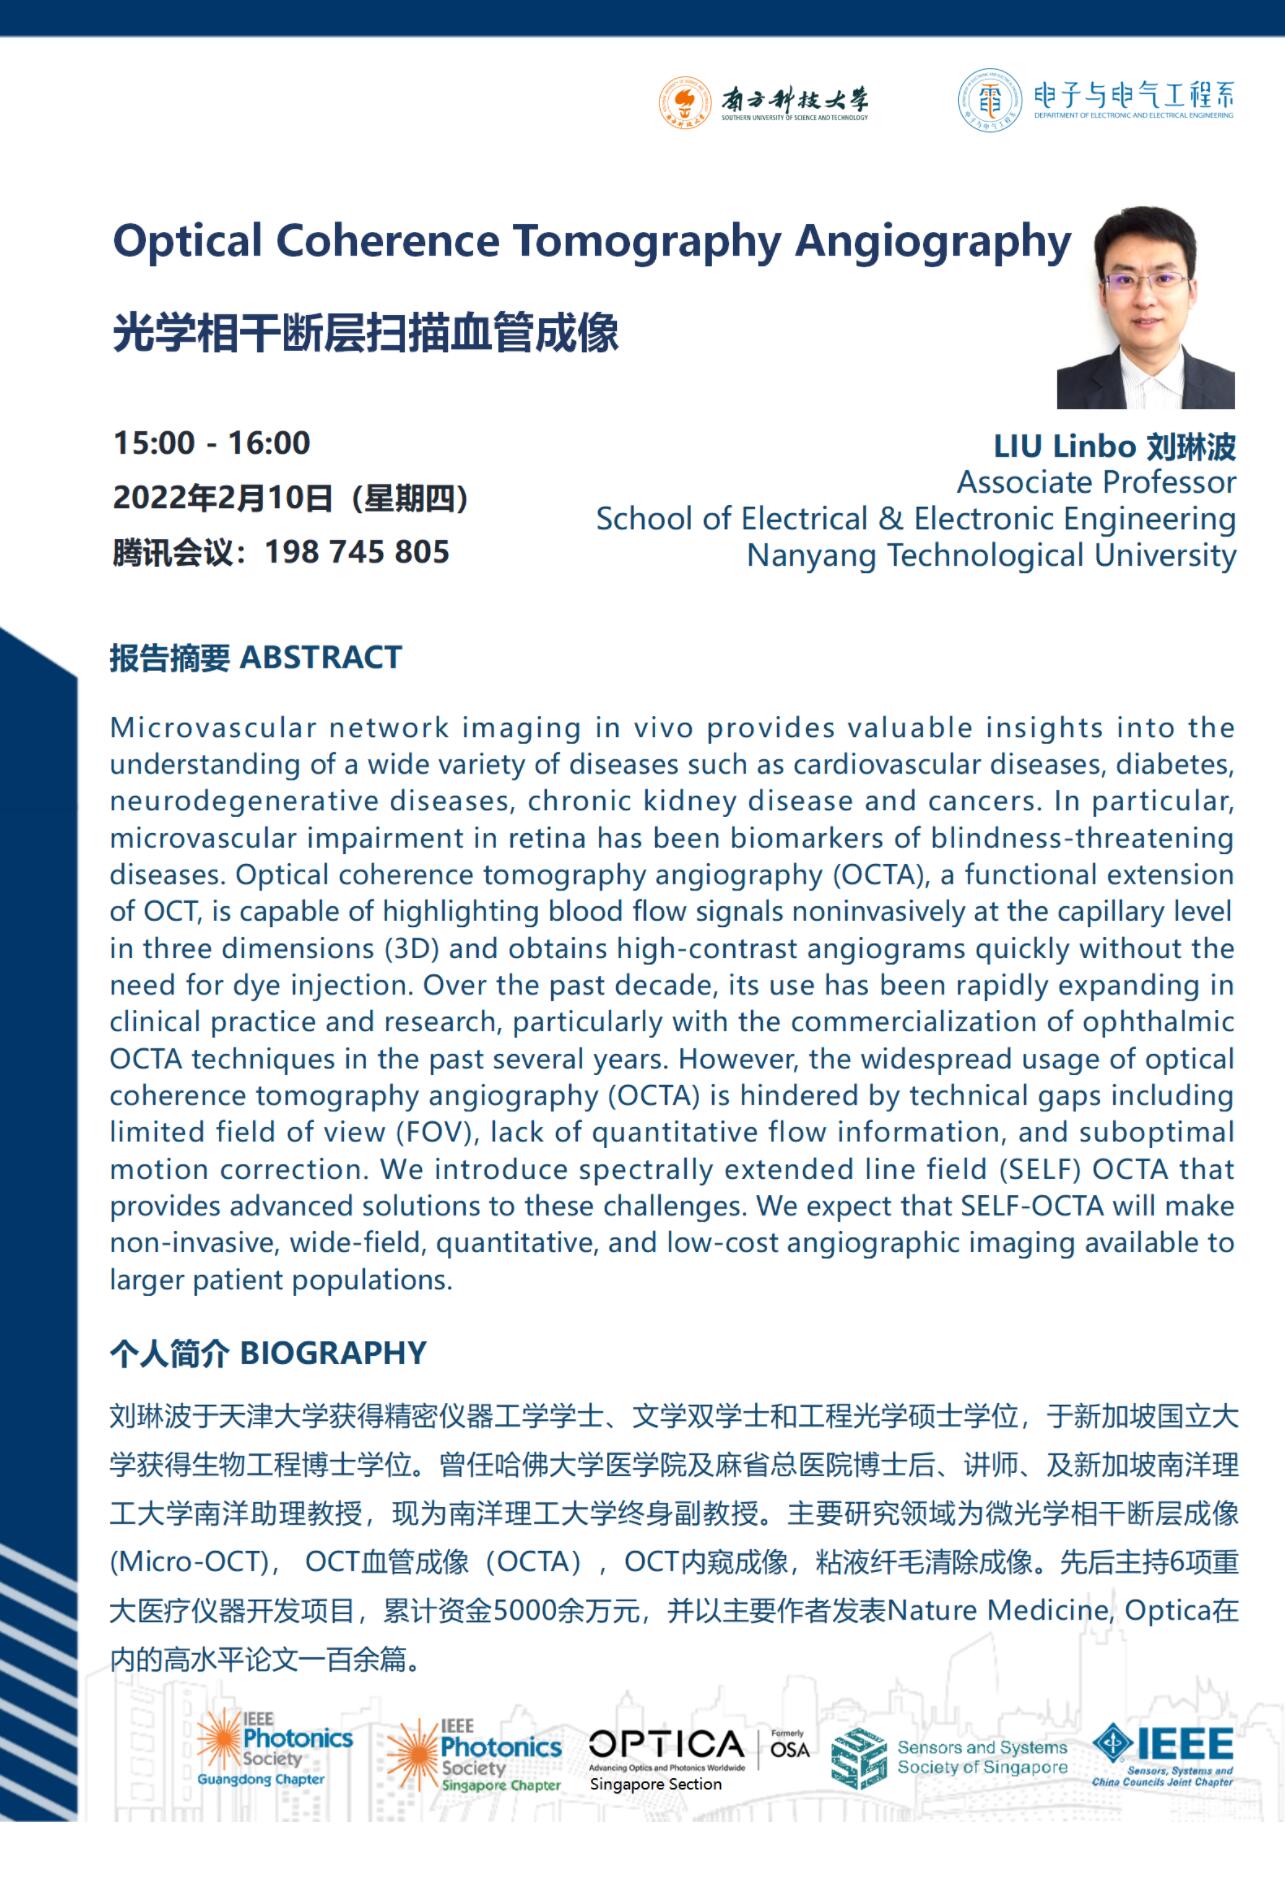 南方科技大学
SOUTHERN UNIVERSITY OF SCIENCE AND TECHNOLOGY
电子与电气工程系
DEPARTMENT OF ELECTRONIC AND ELECTRICAL ENGINEERING
Optical Coherence Tomography Angiography
光学相干断层扫描血管成像
15:00 - 16:00
2022年2月10日（星期四）
腾讯会议：198 745 805
LIU Linbo 刘琳波
Associate Professor
School of Electrical & Electronic Engineering
Nanyang Technological University
报告摘要 ABSTRACT
Microvascular network imaging in vivo provides valuable insights into the
understanding of a wide variety of diseases such as cardiovascular diseases, diabetes,
neurodegenerative diseases, chronic kidney disease and cancers. In particular,
microvascular impairment in retina has been biomarkers of blindness-threatening
diseases. Optical coherence tomography angiography (OCTA), a functional extension
of OCT, is capable of highlighting blood flow signals noninvasively at the capillary level
in three dimensions (3D) and obtains high-contrast angiograms quickly without the
need for dye injection. Over the past decade, its use has been rapidly expanding in
clinical practice and research, particularly with the commercialization of ophthalmic
OCTA techniques in the past several years. However, the widespread usage of optical
coherence tomography angiography (OCTA) is hindered by technical gaps including
limited field of view (FOV), lack of quantitative flow information, and suboptimal
motion correction. We introduce spectrally extended line field (SELF) OCTA that
provides advanced solutions to these challenges. We expect that SELF-OCTA will make
non-invasive, wide-field, quantitative, and low-cost angiographic imaging available to
larger patient populations.
个人简介 BIOGRAPHY
刘琳波于天津大学获得精密仪器工学学士、文学双学士和工程光学硕士学位，于新加坡国立大
学获得生物工程博士学位。曾任哈佛大学医学院及麻省总医院博士后、讲师、及新加坡南洋理
工大学南洋助理教授，现为南洋理工大学终身副教授。主要研究领域为微光学相干断层成像
(Micro-OCT)， OCT血管成像（OCTA），OCT内窥成像，粘液纤毛清除成像。先后主持6项重
大医疗仪器开发项目，累计资金5000余万元，并以主要作者发表Nature Medicine, Optica在
内的高水平论文一百余篇。
IEEE
Photonics
Society
Guangdong Chapter
IEEE
Photonics
Society
Singapore Chapter
OPTICA
Formerly
OSA
Advancing Optics and Photonics Worldwide
Singapore Section
Sensors and Systems
Society of Singapore
IEEE
Sensors, Systems and
China Councils Joint Chapter